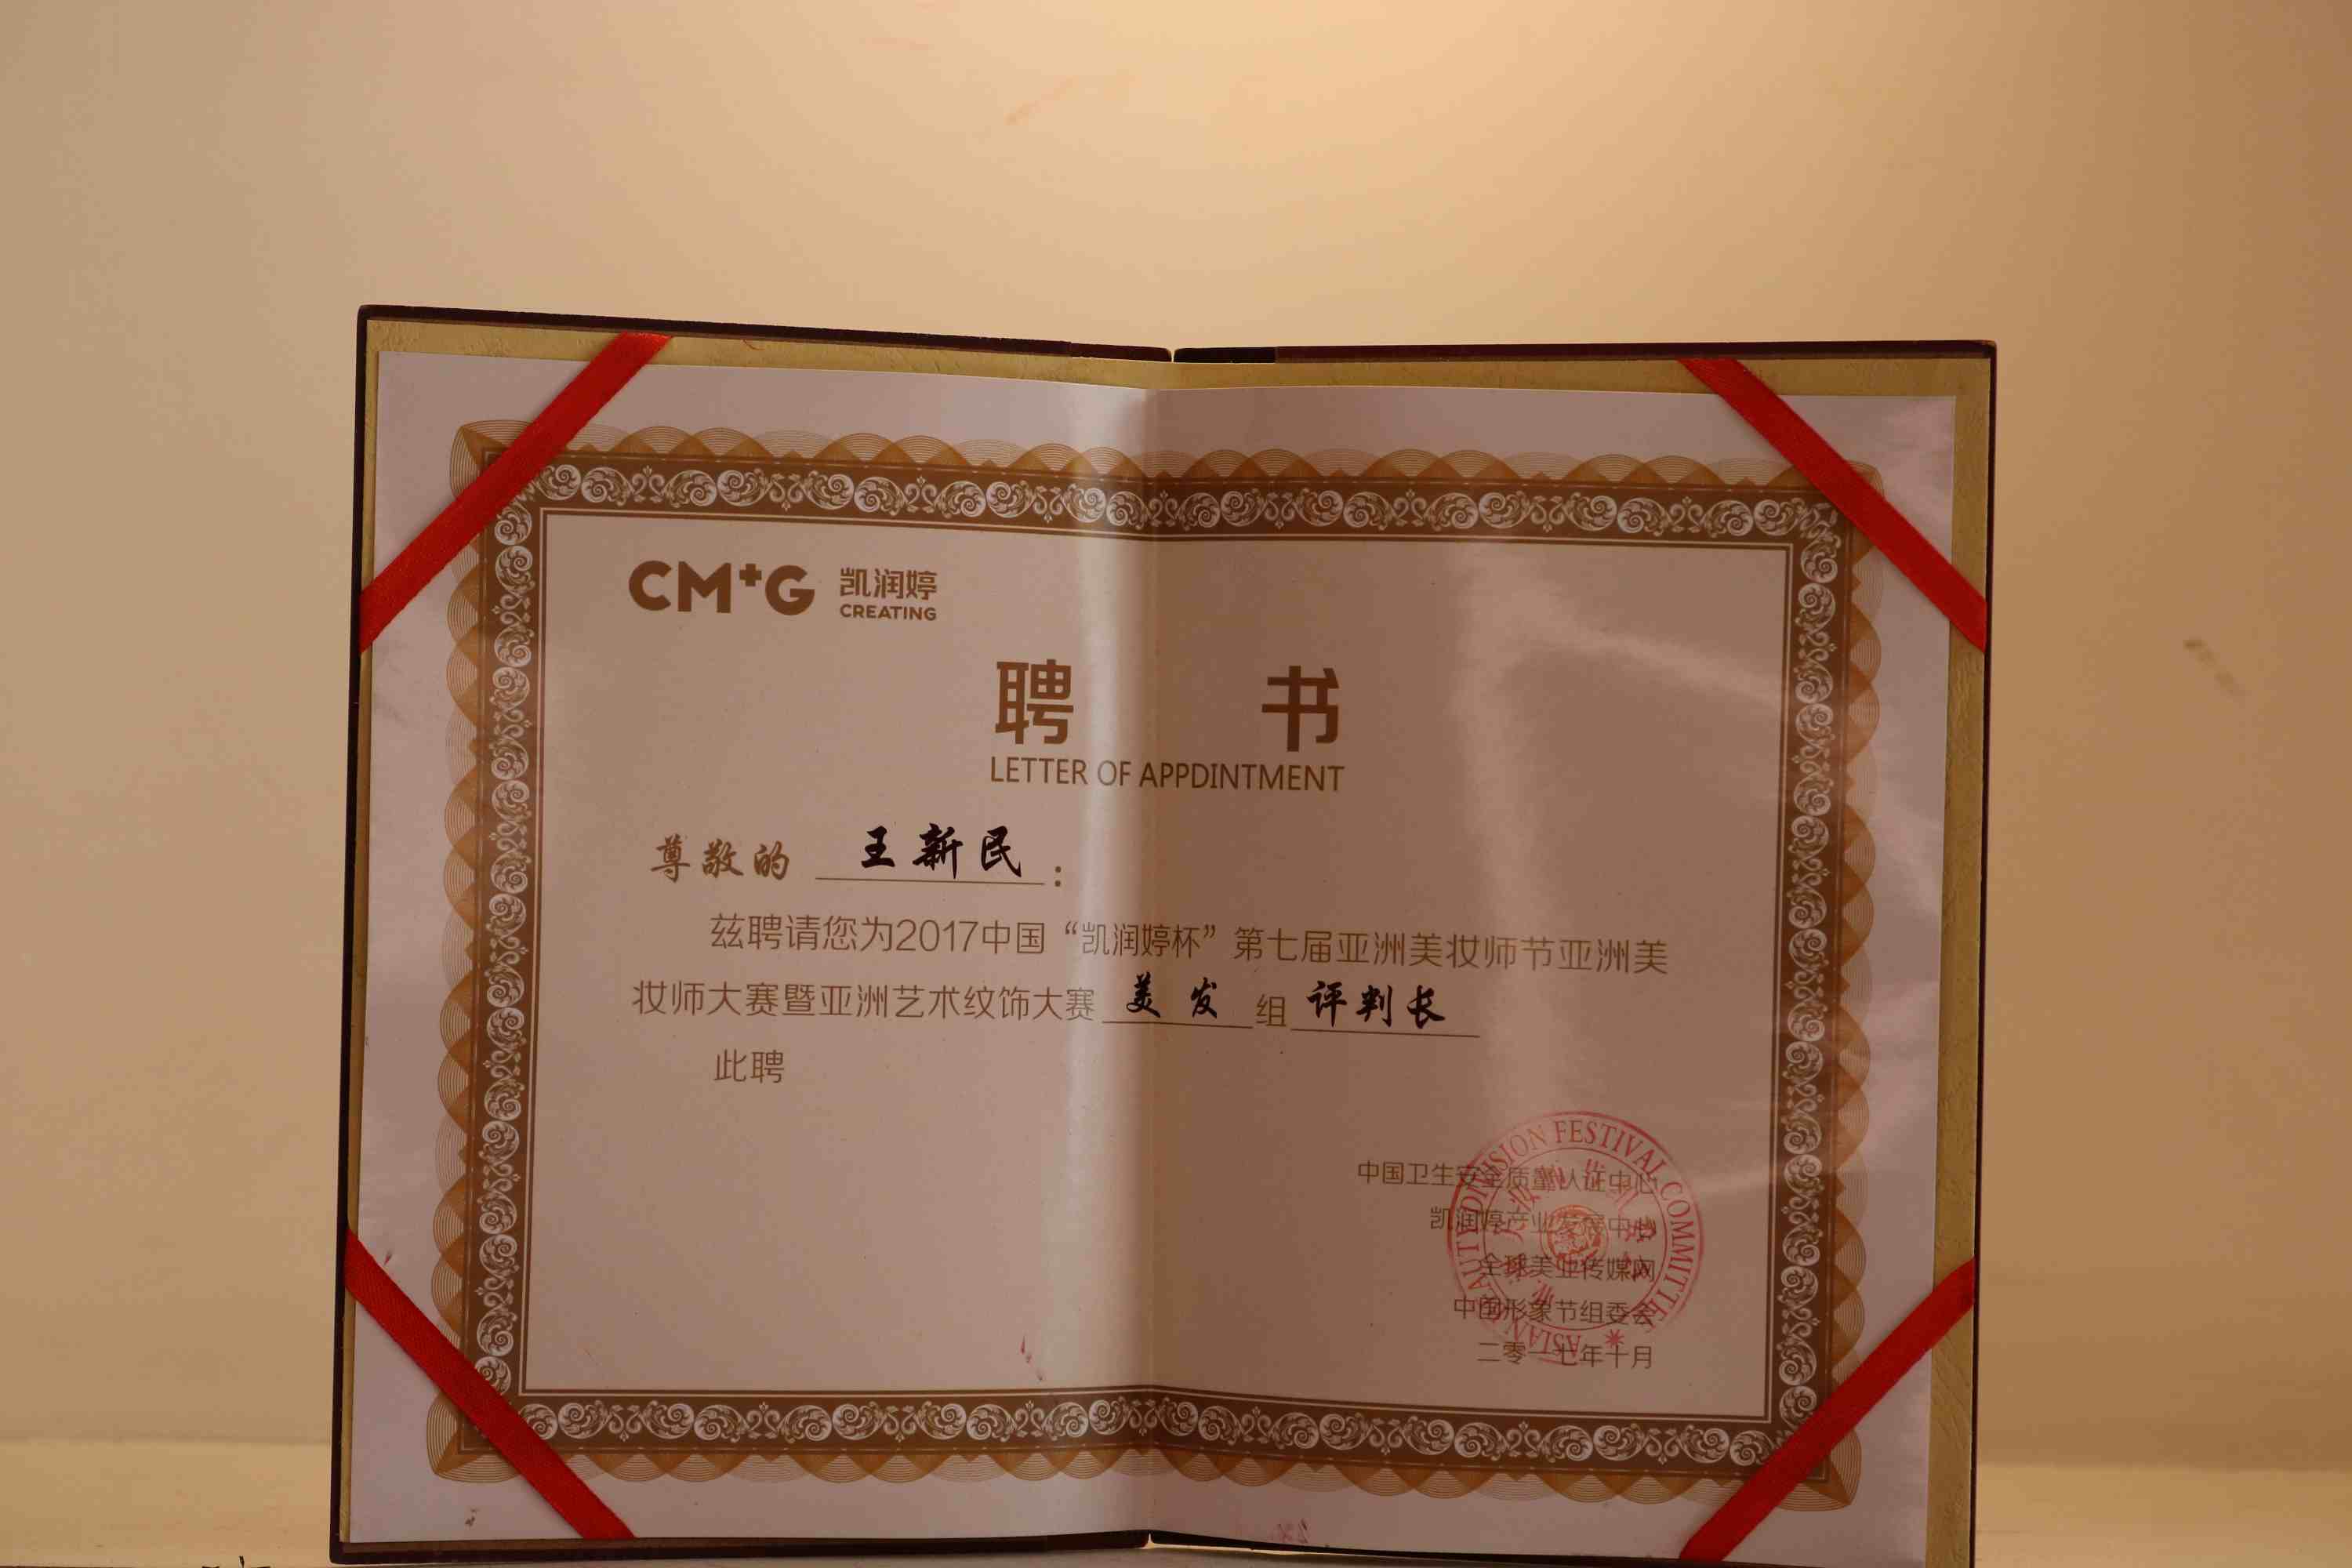 CM+G 凯润婷
CREATING
聘 书
LETTER OF APPDINTMENT
尊敬的 王新民：
兹聘请您为2017中国“凯润婷杯”第七届亚洲美妆师节亚洲美
妆师大赛暨亚洲艺术纹饰大赛 美发 组 评判长
此聘
中国卫生安全质量认证中心
凯润婷产业发展中心
全球美业传媒网
中国形象节组委会
二零一七年十月
ASIAN FESTIVAL